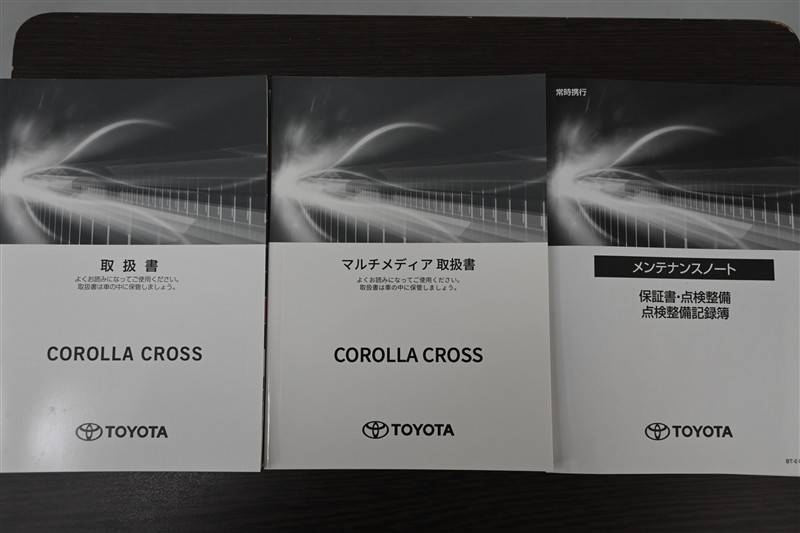 取扱書
よくお読みになってご使用ください。
取扱書は車の中に保管しましょう。
COROLLA CROSS
TOYOTA
マルチメディア 取扱書
よくお読みになってご使用ください。
取扱書は車の中に保管しましょう。
COROLLA CROSS
TOYOTA
常時携行
メンテナンスノート
保証書・点検整備
点検整備記録簿
TOYOTA